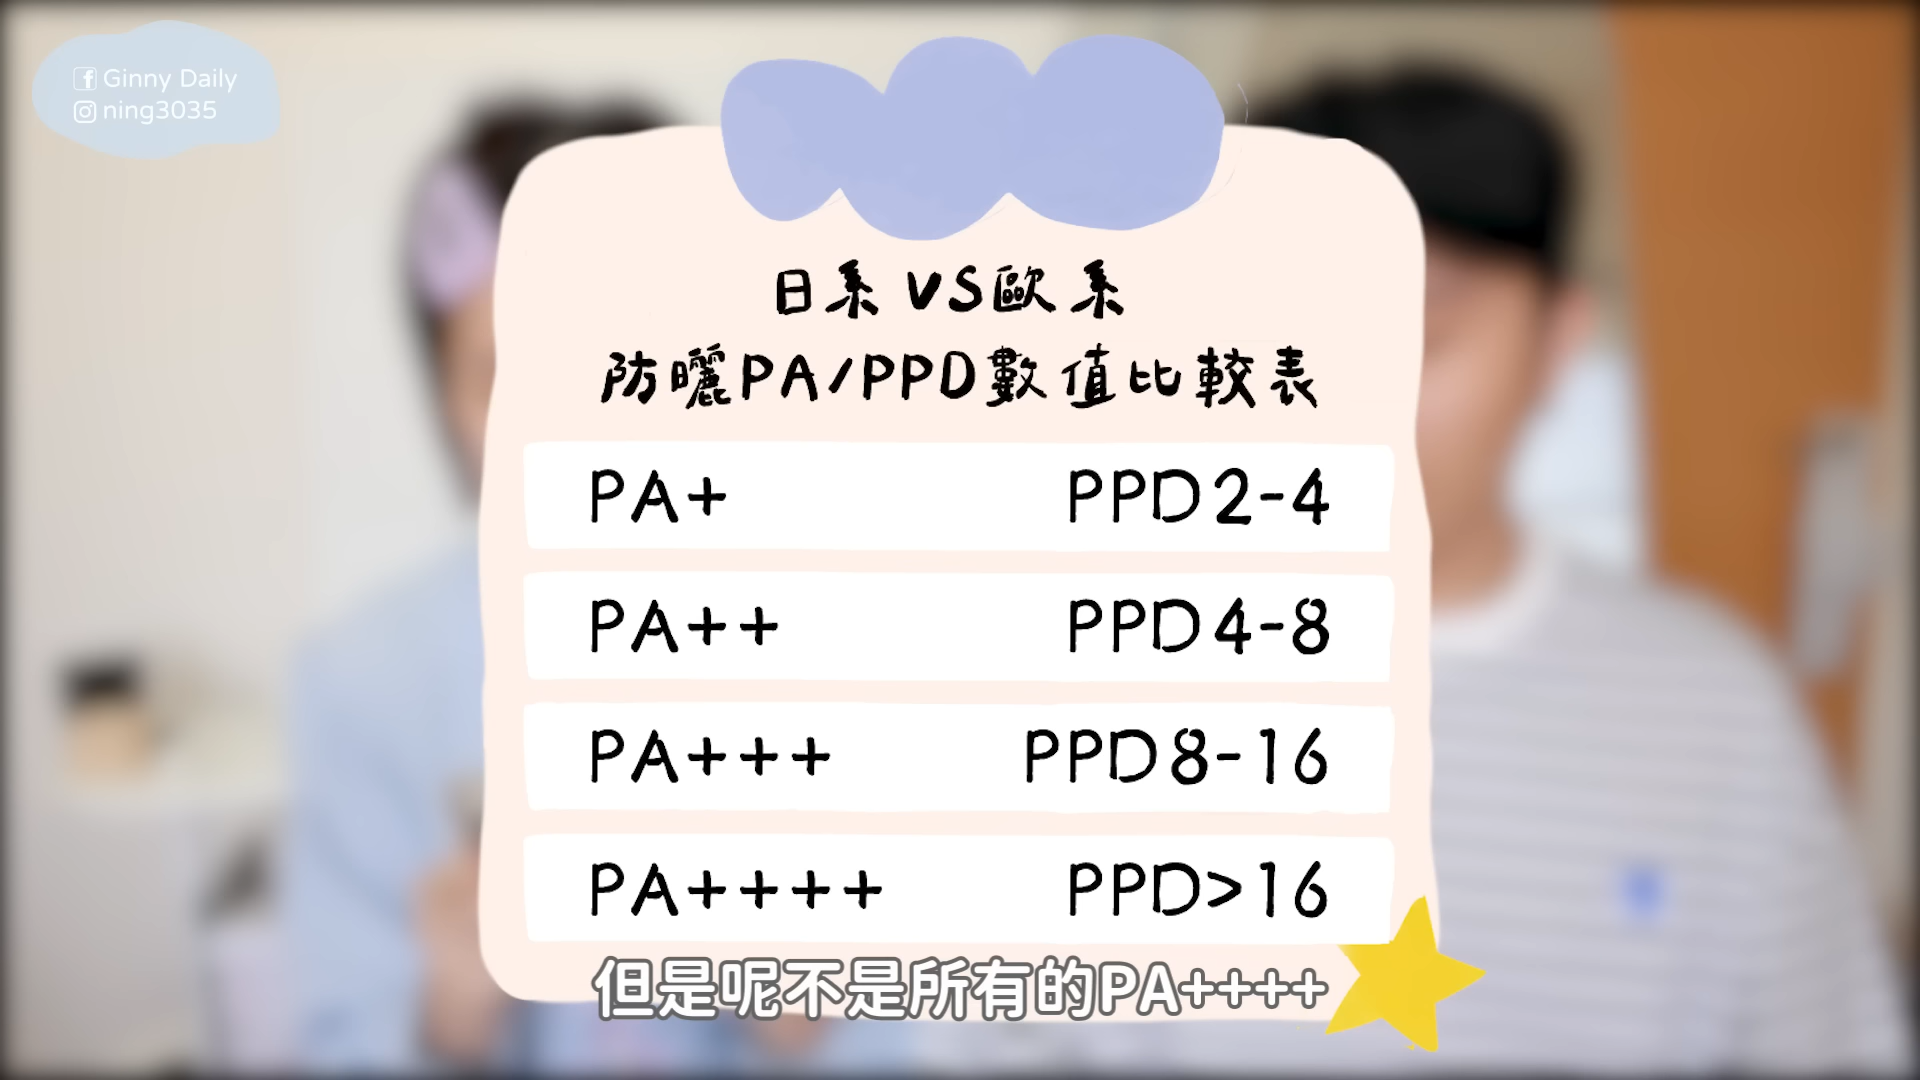 Ginny Daily
ning3035
日系 VS歐系
防曬PA/PPD數值比較表
PA+ PPD2-4
PA++ PPD4-8
PA+++ PPD8-16
PA++++ PPD>16
但是呢不是所有的PA++++